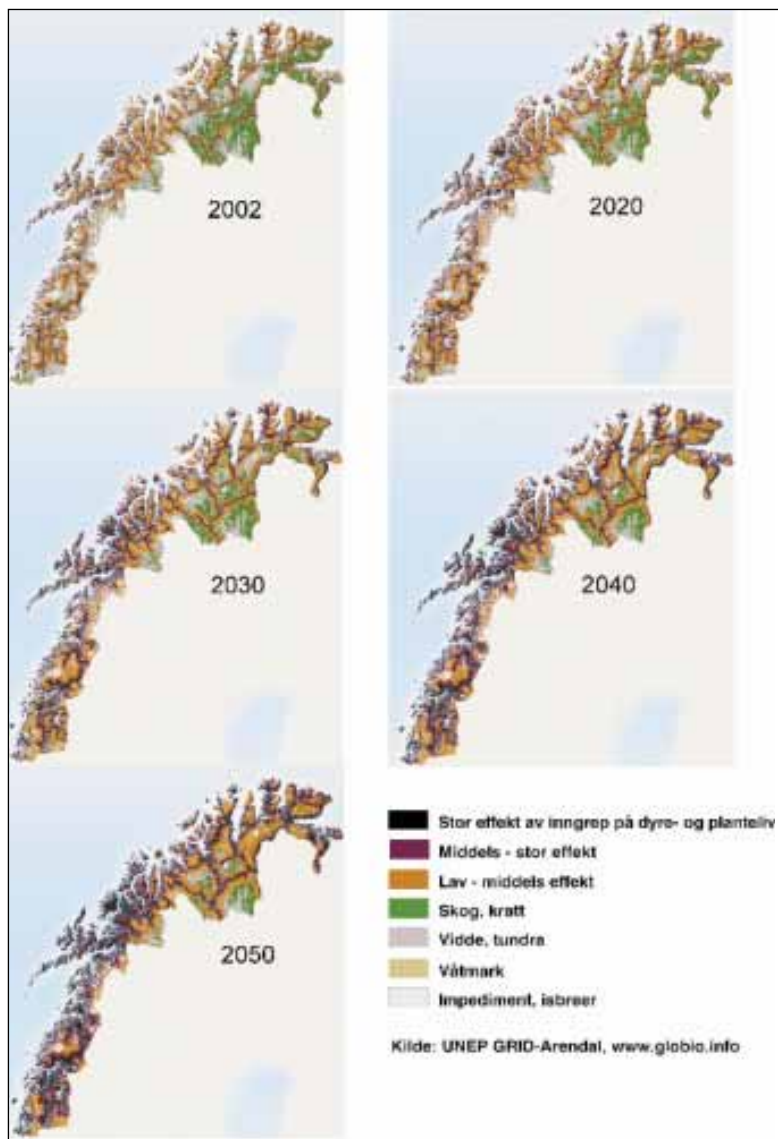 2002
2020
2030
2040
2050
Stor effekt av inngrep på dyre- og planteliv
Middels - stor effekt
Lav - middels effekt
Skog, kratt
Vidde, tundra
Våtmark
Impediment, isbreer
Kilde: UNEP GRID-Arendal, www.globio.info